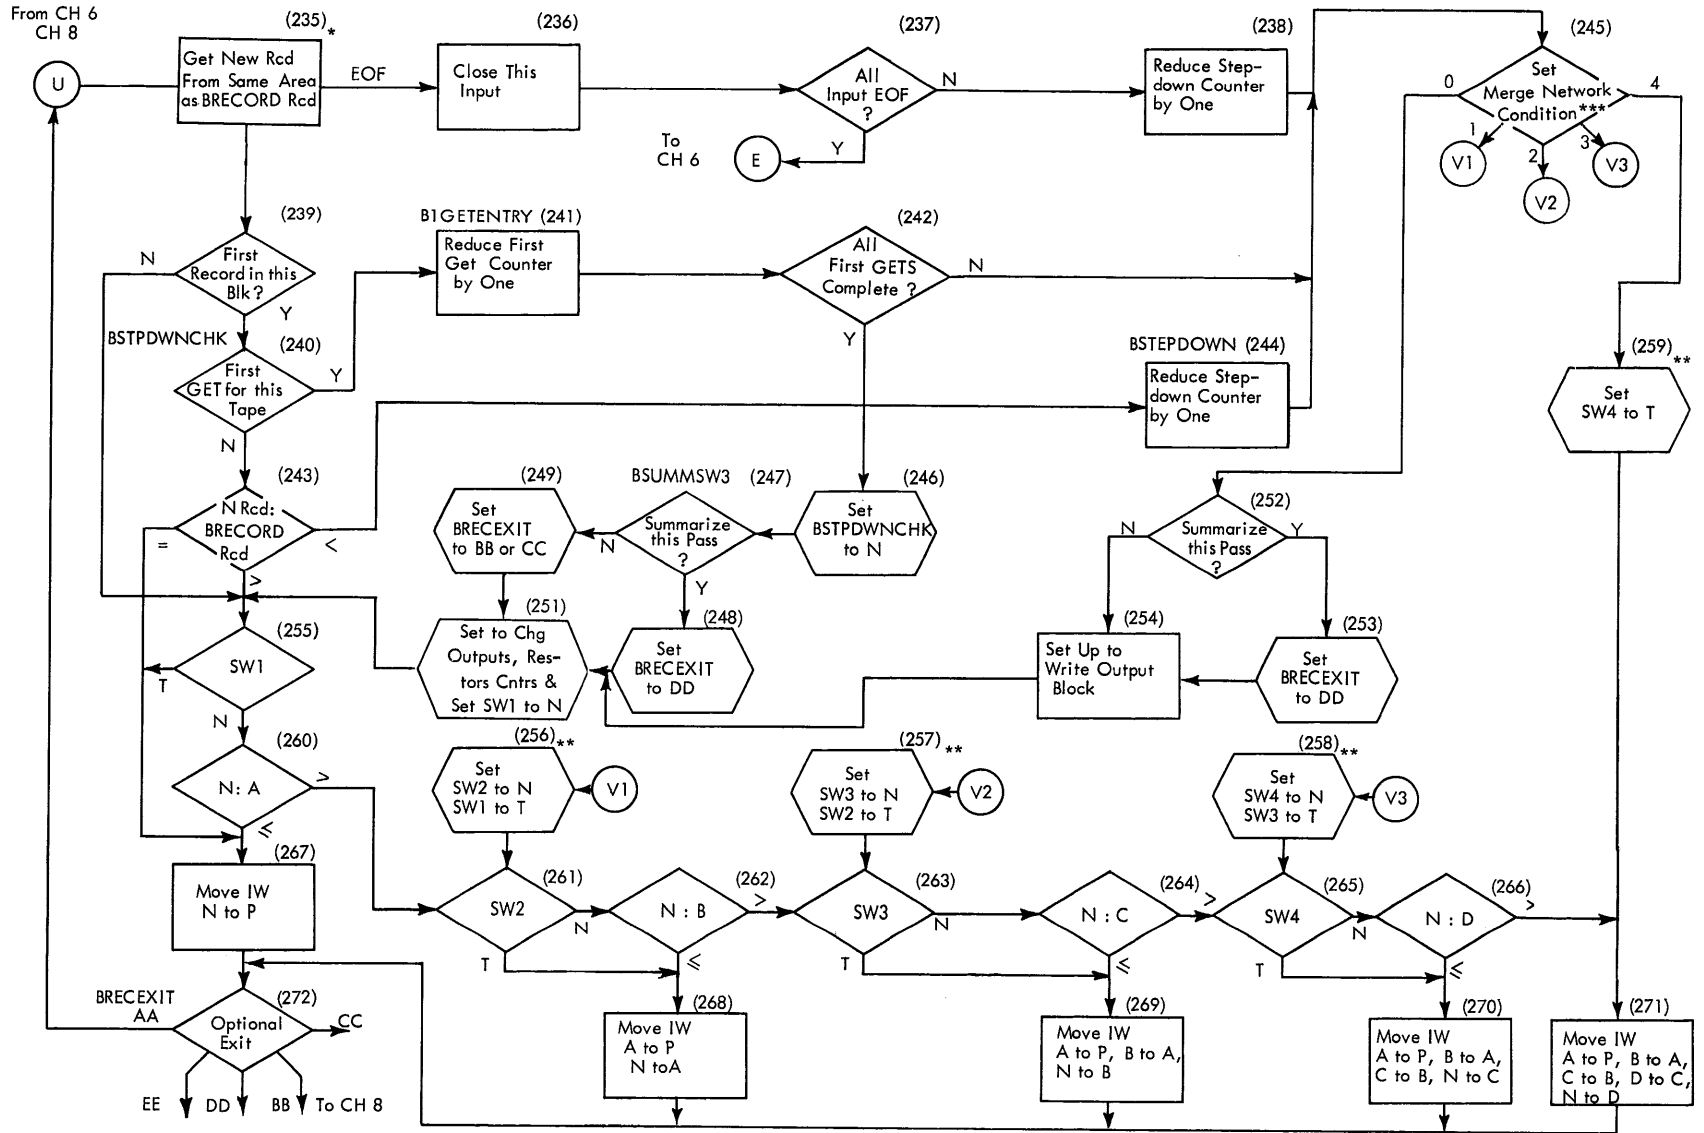 From CH 6
CH 8
U
(235)
*
Get New Rcd
From Same Area
as BRECORD Rcd
EOF
(236)
Close This
Input
(237)
All
Input EOF
?
N
Y
To
CH 6
E
(238)
Reduce Step-
down Counter
by One
(245)
Set
Merge Network
Condition***
0
4
1
2
3
V1
V2
V3
(239)
First
Record in this
Blk?
N
Y
B1GETENTRY (241)
Reduce First
Get Counter
by One
(242)
All
First GETS
Complete ?
N
Y
BSTPDWNCHK
(240)
First
GET for this
Tape
Y
N
BSTEPDOWN (244)
Reduce Step-
down Counter
by One
(259)
**
Set
SW4 to T
(243)
N Rcd:
BRECORD
Rcd
=
<
>
(249)
Set
BRECEXIT
to BB or CC
BSUMMSW3 (247)
Summarize
this Pass
?
N
Y
(246)
Set
BSTPDWNCHK
to N
(252)
Summarize
this Pass
?
N
Y
(251)
Set to Chg
Outputs, Res-
tors Cntrs &
Set SW1 to N
(248)
Set
BRECEXIT
to DD
(254)
Set Up to
Write Output
Block
(253)
Set
BRECEXIT
to DD
(255)
SW1
T
N
(260)
N: A
>
≤
(256)
**
Set
SW2 to N
SW1 to T
V1
(257)
**
Set
SW3 to N
SW2 to T
V2
(258)
**
Set
SW4 to N
SW3 to T
V3
(267)
Move IW
N to P
(261)
SW2
N
T
(262)
N : B
>
≤
(263)
SW3
N
T
(264)
N : C
>
≤
(265)
SW4
N
T
(266)
N : D
>
≤
BRECEXIT
AA
(272)
Optional
Exit
CC
EE
DD
BB
To CH 8
(268)
Move IW
A to P
N toA
(269)
Move IW
A to P, B to A,
N to B
(270)
Move IW
A to P, B to A,
C to B, N to C
(271)
Move IW
A to P, B to A,
C to B, D to C,
N to D